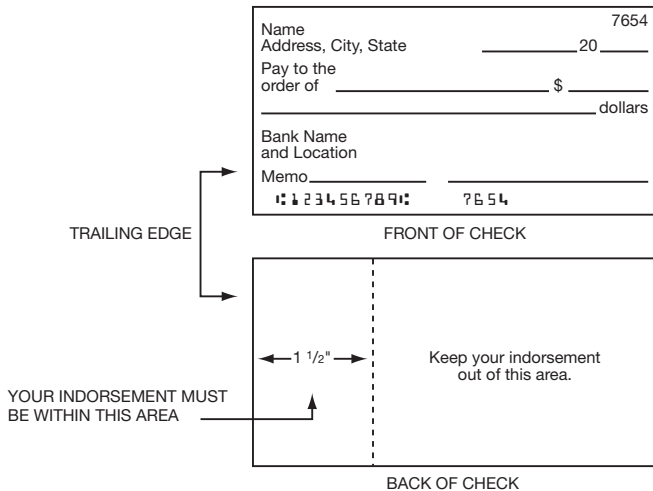 7654
Name
Address, City, State 20
Pay to the
order of $
dollars
Bank Name
and Location
Memo
⑆123456789⑆ 7654
TRAILING EDGE
FRONT OF CHECK
1 1/2"
Keep your indorsement
out of this area.
YOUR INDORSEMENT MUST
BE WITHIN THIS AREA
BACK OF CHECK